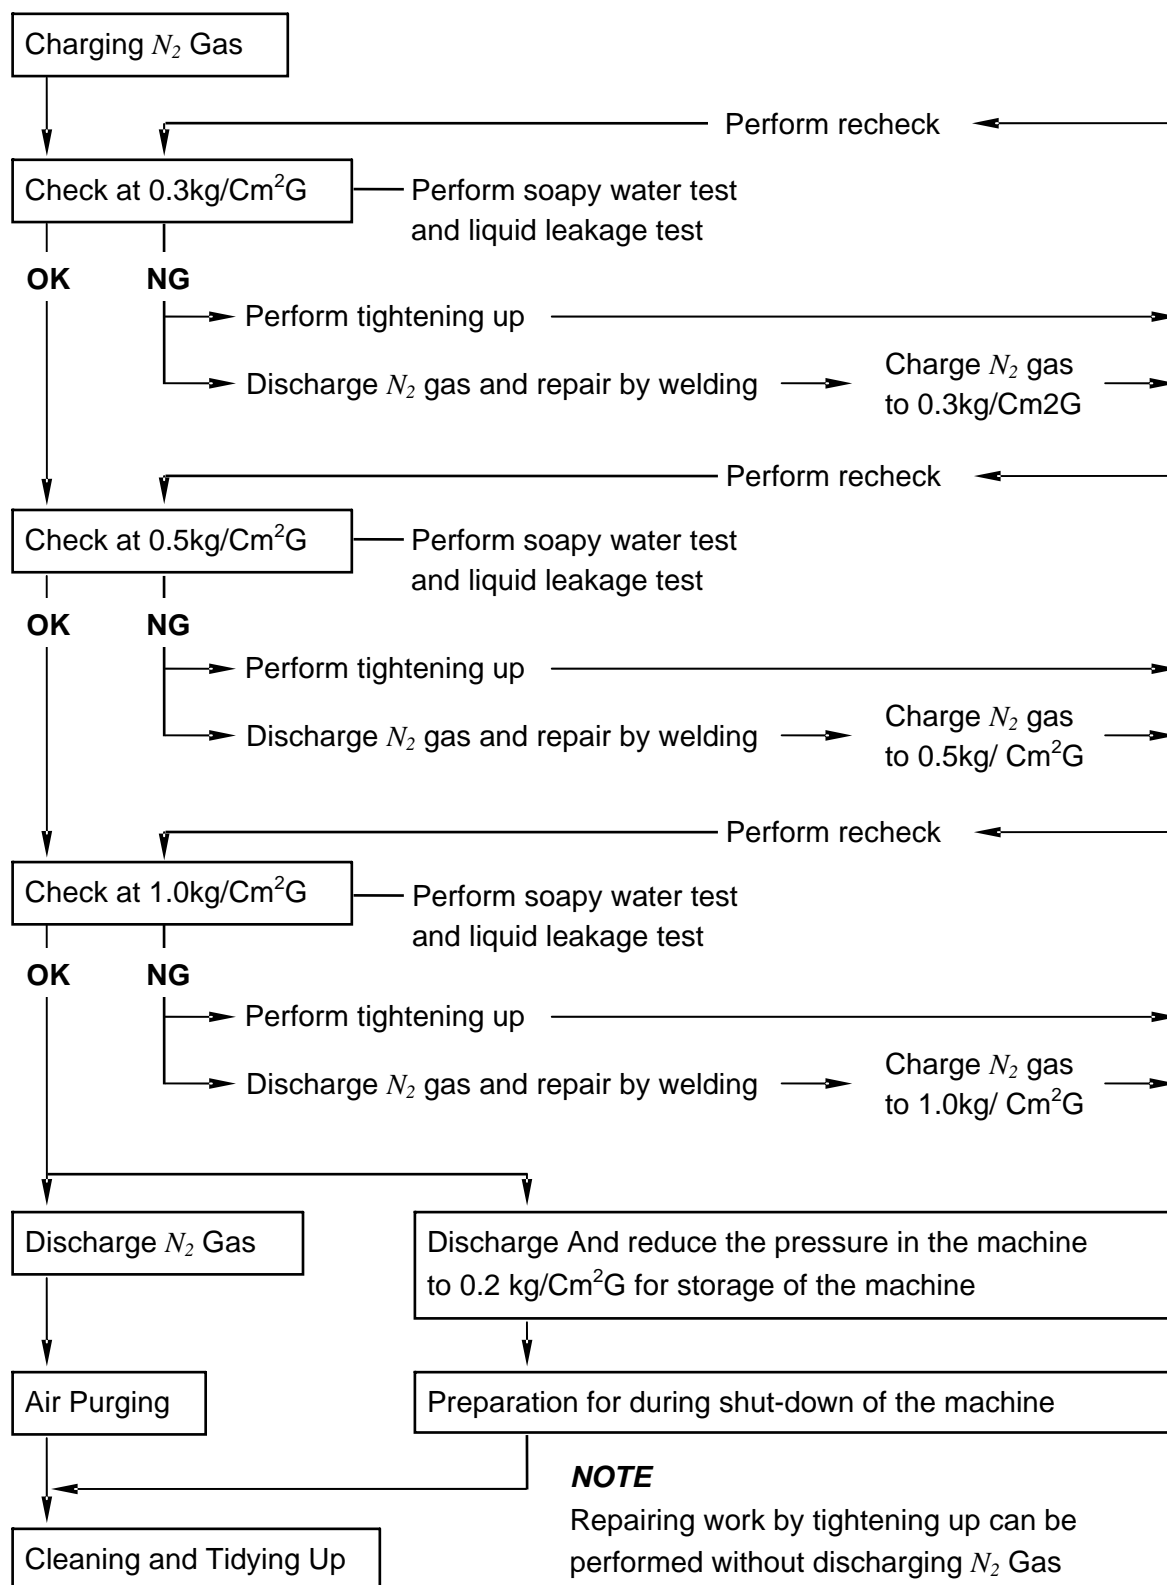 Charging N₂ Gas
Perform recheck
Check at 0.3kg/Cm²G
Perform soapy water test
and liquid leakage test
OK NG
Perform tightening up
Discharge N₂ gas and repair by welding
Charge N₂ gas
to 0.3kg/Cm2G
Perform recheck
Check at 0.5kg/Cm²G
Perform soapy water test
and liquid leakage test
OK NG
Perform tightening up
Discharge N₂ gas and repair by welding
Charge N₂ gas
to 0.5kg/ Cm²G
Perform recheck
Check at 1.0kg/Cm²G
Perform soapy water test
and liquid leakage test
OK NG
Perform tightening up
Discharge N₂ gas and repair by welding
Charge N₂ gas
to 1.0kg/ Cm²G
Discharge N₂ Gas
Discharge And reduce the pressure in the machine
to 0.2 kg/Cm²G for storage of the machine
Air Purging
Preparation for during shut-down of the machine
Cleaning and Tidying Up
NOTE
Repairing work by tightening up can be
performed without discharging N₂ Gas